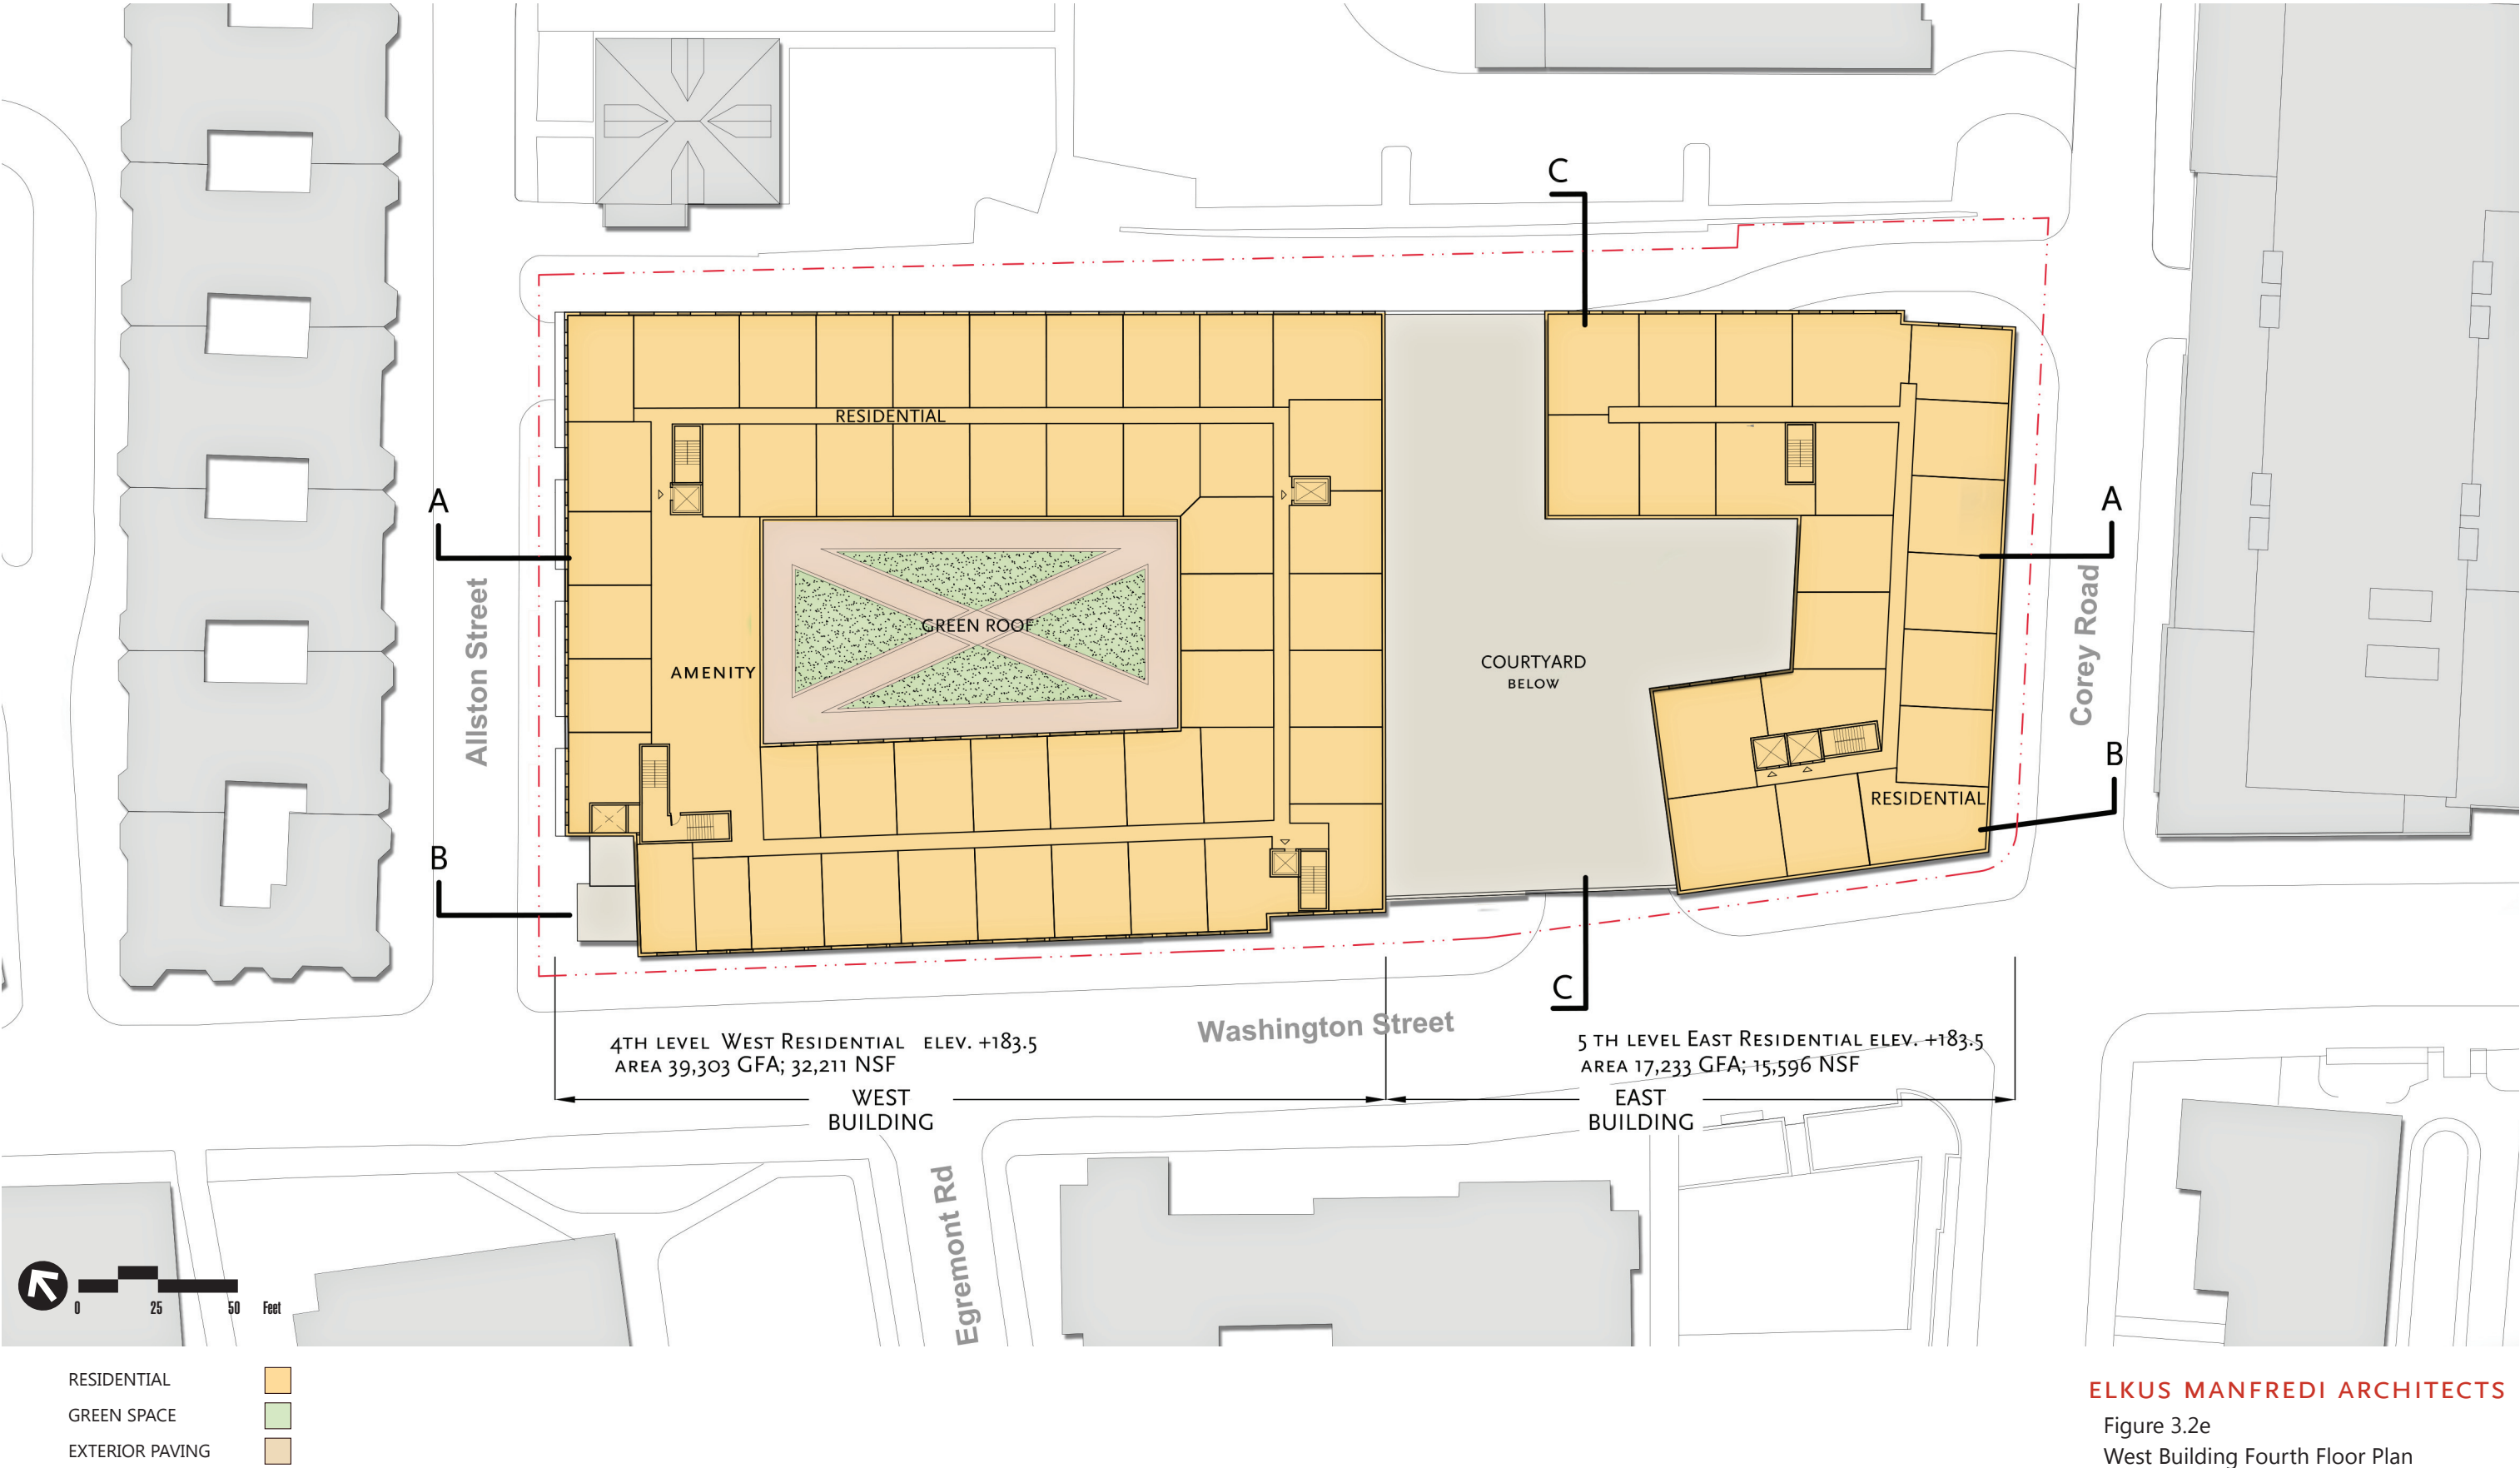 C
A
A
RESIDENTIAL
GREEN ROOF
AMENITY
COURTYARD
BELOW
Allston Street
Corey Road
B
RESIDENTIAL
B
C
Washington Street
4TH LEVEL WEST RESIDENTIAL ELEV. +183.5
AREA 39,303 GFA; 32,211 NSF
5 TH LEVEL EAST RESIDENTIAL ELEV. +183.5
AREA 17,233 GFA; 15,596 NSF
WEST
BUILDING
EAST
BUILDING
Egremont Rd
0 25 50 Feet
RESIDENTIAL
GREEN SPACE
EXTERIOR PAVING
ELKUS MANFREDI ARCHITECTS
Figure 3.2e
West Building Fourth Floor Plan